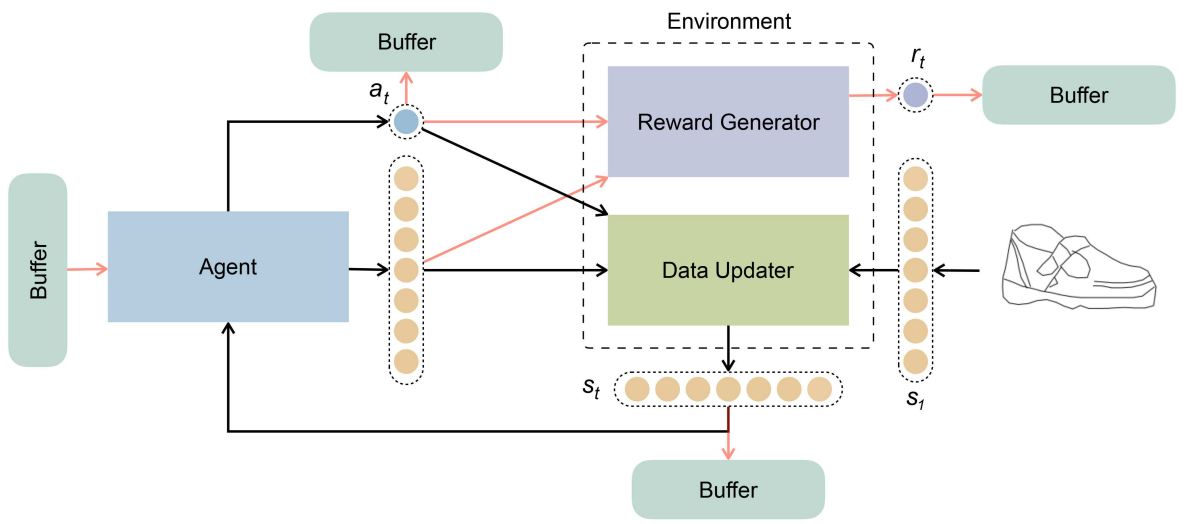 Environment
Buffer
a_t
r_t
Buffer
Reward Generator
Buffer
Agent
Data Updater
s_t
s_1
Buffer